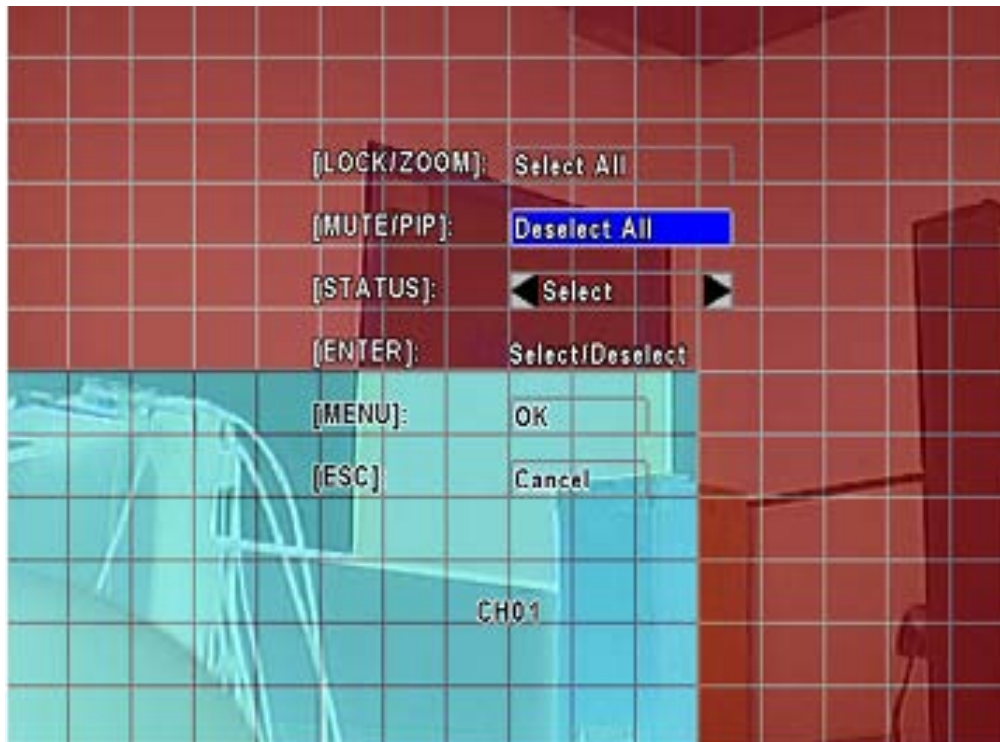 [LOCK/ZOOM]: Select All
[MUTE/PIP]: Deselect All
[STATUS]: Select
[ENTER]: Select/Deselect
[MENU]: OK
[ESC] Cancel
CH01